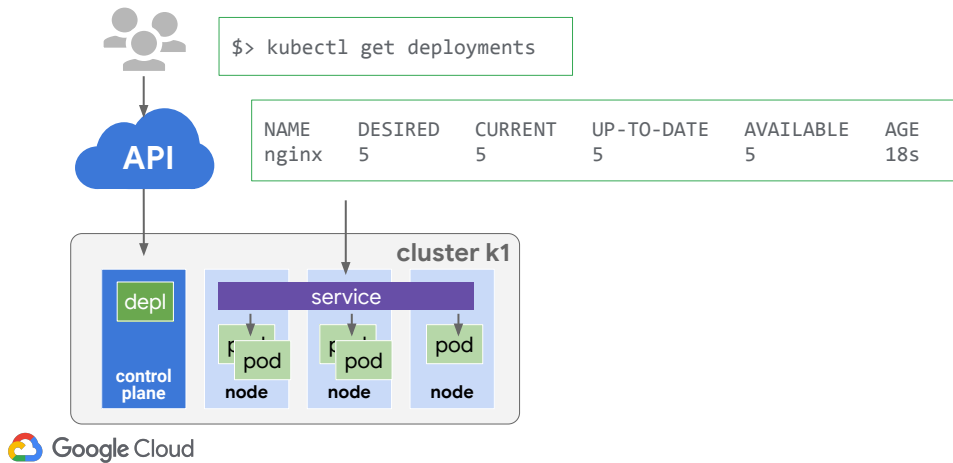 $> kubectl get deployments
API
NAME DESIRED CURRENT UP-TO-DATE AVAILABLE AGE
nginx 5 5 5 5 18s
cluster k1
depl
service
pod
pod
pod
control
plane
node
node
node
Google Cloud